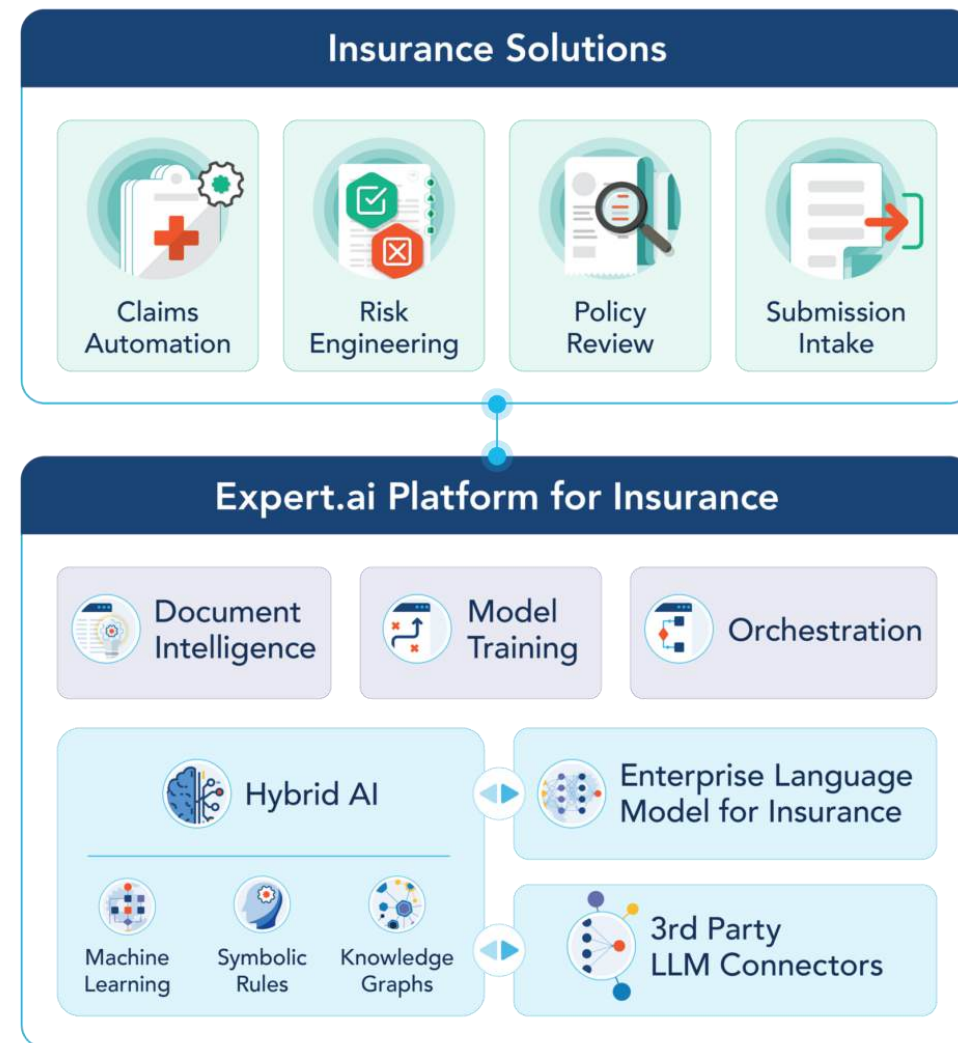 Insurance Solutions
Claims
Automation
Risk
Engineering
Policy
Review
Submission
Intake
Expert.ai Platform for Insurance
Document
Intelligence
Model
Training
Orchestration
Hybrid AI
Enterprise Language
Model for Insurance
Machine
Learning
Symbolic
Rules
Knowledge
Graphs
3rd Party
LLM Connectors